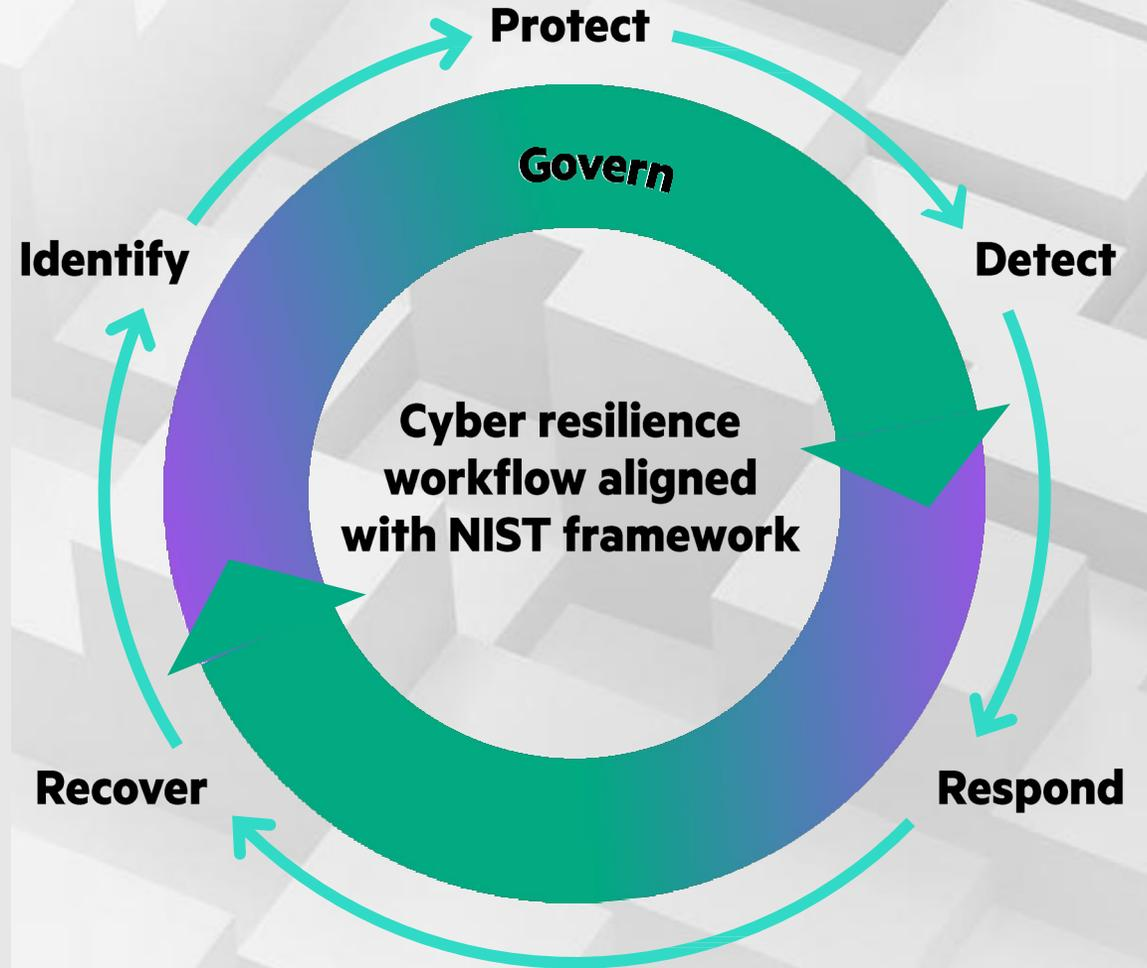 Protect
Govern
Identify
Detect
Cyber resilience
workflow aligned
with NIST framework
Recover
Respond